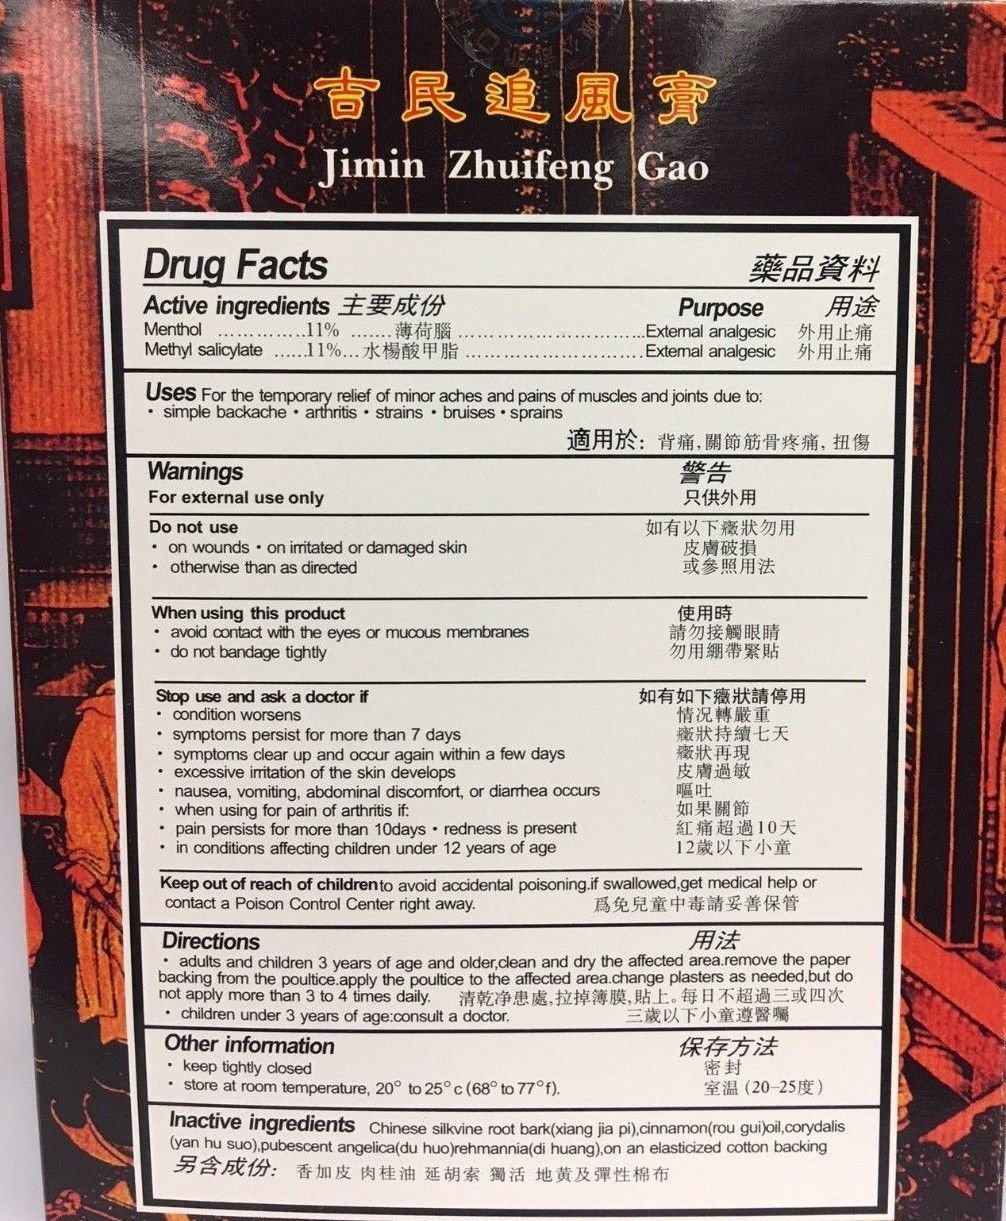 吉民追風膏
Jimin Zhuifeng Gao
Drug Facts 藥品資料
Active ingredients 主要成份 Purpose 用途
Menthol .............11% ....... 薄荷腦 ..............................External analgesic 外用止痛
Methyl salicylate ......11%... 水楊酸甲脂 ............................External analgesic 外用止痛
Uses For the temporary relief of minor aches and pains of muscles and joints due to:
• simple backache • arthritis • strains • bruises • sprains
適用於: 背痛,關節筋骨疼痛, 扭傷
Warnings 警告
For external use only 只供外用
Do not use 如有以下癥狀勿用
• on wounds • on irritated or damaged skin 皮膚破損
• otherwise than as directed 或參照用法
When using this product 使用時
• avoid contact with the eyes or mucous membranes 請勿接觸眼睛
• do not bandage tightly 勿用綳帶緊貼
Stop use and ask a doctor if 如有如下癥狀請停用
• condition worsens 情况轉嚴重
• symptoms persist for more than 7 days 癥狀持續七天
• symptoms clear up and occur again within a few days 癥狀再現
• excessive irritation of the skin develops 皮膚過敏
• nausea, vomiting, abdominal discomfort, or diarrhea occurs 嘔吐
• when using for pain of arthritis if: 如果關節
• pain persists for more than 10days • redness is present 紅痛超過10天
• in conditions affecting children under 12 years of age 12歲以下小童
Keep out of reach of children to avoid accidental poisoning.if swallowed,get medical help or
contact a Poison Control Center right away. 爲免兒童中毒請妥善保管
Directions 用法
• adults and children 3 years of age and older,clean and dry the affected area.remove the paper
backing from the poultice.apply the poultice to the affected area.change plasters as needed,but do
not apply more than 3 to 4 times daily. 清乾净患處,拉掉簿膜,貼上。每日不超過三或四次
• children under 3 years of age:consult a doctor. 三歲以下小童遵醫囑
Other information 保存方法
• keep tightly closed 密封
• store at room temperature, 20° to 25°c (68° to 77°f). 室温 (20-25度)
Inactive ingredients Chinese silkvine root bark(xiang jia pi),cinnamon(rou gui)oil,corydalis
(yan hu suo),pubescent angelica(du huo)rehmannia(di huang),on an elasticized cotton backing
另含成份: 香加皮 肉桂油 延胡索 獨活 地黄及彈性棉布